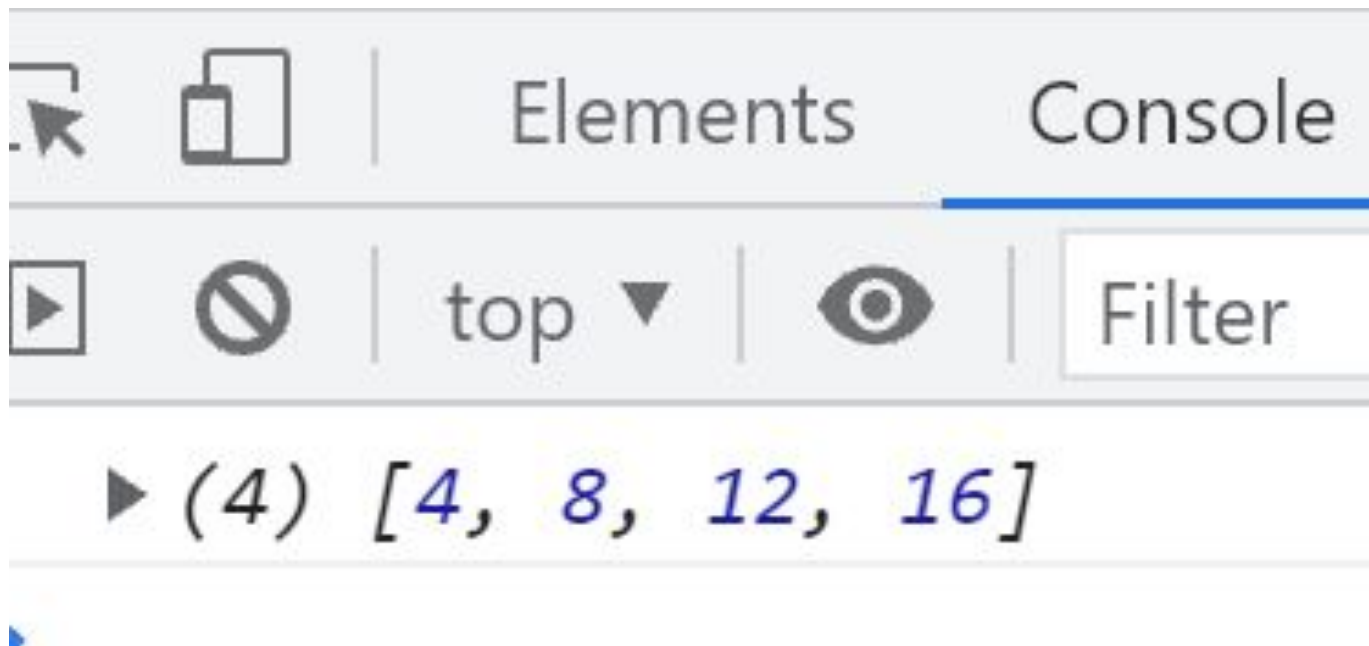 Elements Console
top Filter
(4) [4, 8, 12, 16]